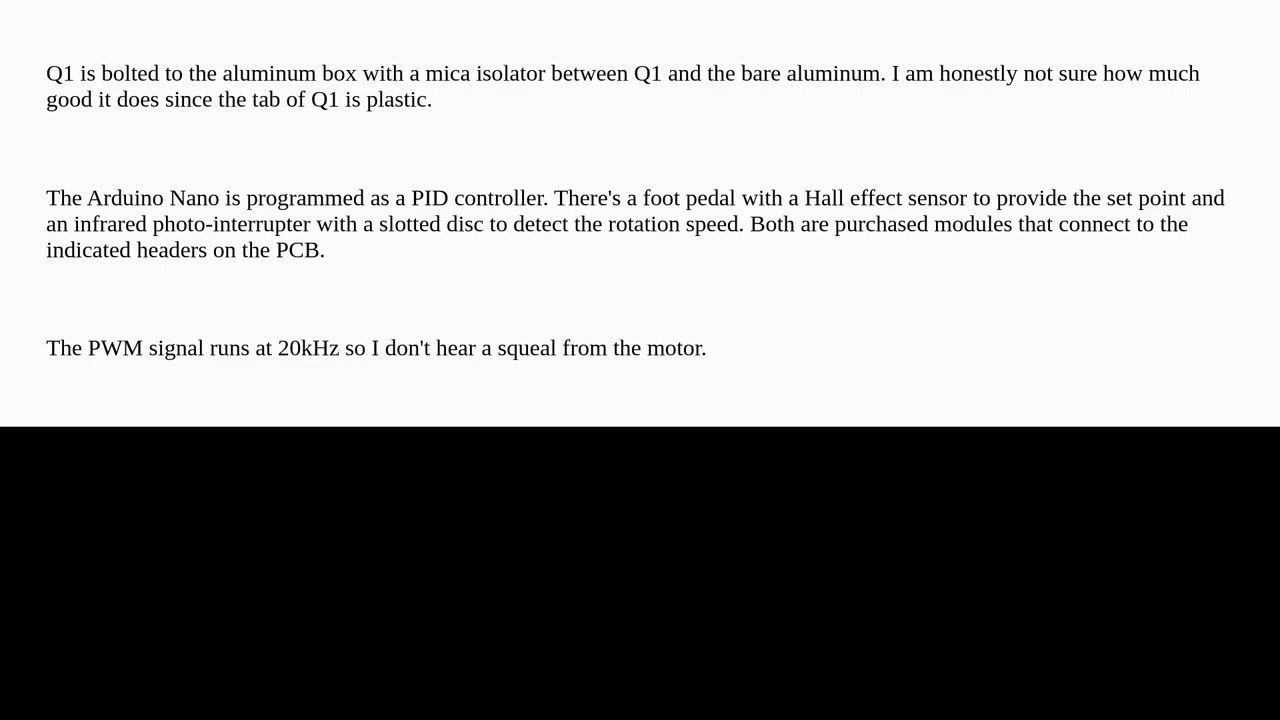 Q1 is bolted to the aluminum box with a mica isolator between Q1 and the bare aluminum. I am honestly not sure how much
good it does since the tab of Q1 is plastic.
The Arduino Nano is programmed as a PID controller. There's a foot pedal with a Hall effect sensor to provide the set point and
an infrared photo-interrupter with a slotted disc to detect the rotation speed. Both are purchased modules that connect to the
indicated headers on the PCB.
The PWM signal runs at 20kHz so I don't hear a squeal from the motor.